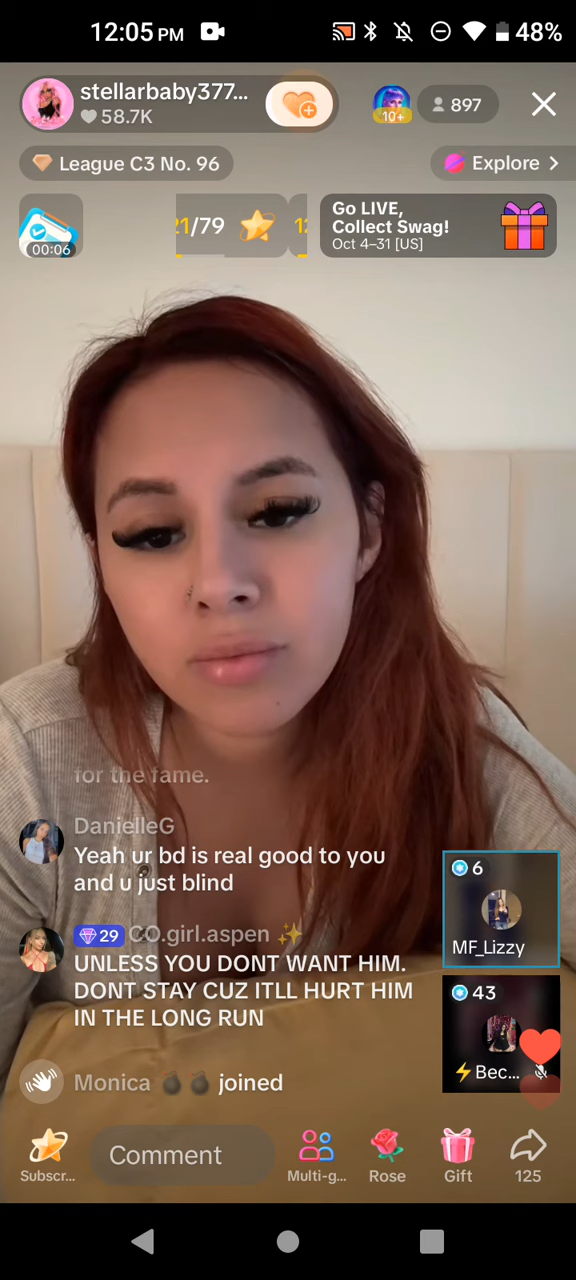 12:05 PM
48%
stellarbaby377...
58.7K
10+
897
League C3 No. 96
Explore >
00:06
21/79
Go LIVE,
Collect Swag!
Oct 4–31 [US]
for the fame.
DanielleG
Yeah ur bd is real good to you
and u just blind
29 CO.girl.aspen ✨
UNLESS YOU DONT WANT HIM.
DONT STAY CUZ ITLL HURT HIM
IN THE LONG RUN
Monica 💣 💣 joined
6
MF_Lizzy
43
⚡Bec...
Comment
Subscr...
Multi-g...
Rose
Gift
125